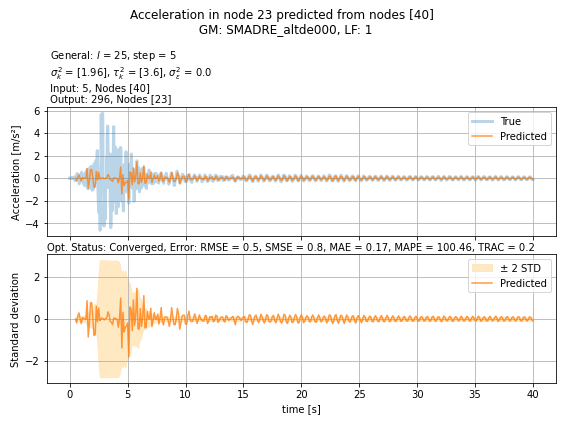 Acceleration in node 23 predicted from nodes [40]
GM: SMADRE_altde000, LF: 1
General: l = 25, step = 5
σ²ₖ = [1.96], τ²ₖ = [3.6], σ²ε = 0.0
Input: 5, Nodes [40]
Output: 296, Nodes [23]
Acceleration [m/s²]
6
4
2
0
−2
−4
True
Predicted
Opt. Status: Converged, Error: RMSE = 0.5, SMSE = 0.8, MAE = 0.17, MAPE = 100.46, TRAC = 0.2
Standard deviation
2
0
−2
± 2 STD
Predicted
0 5 10 15 20 25 30 35 40
time [s]